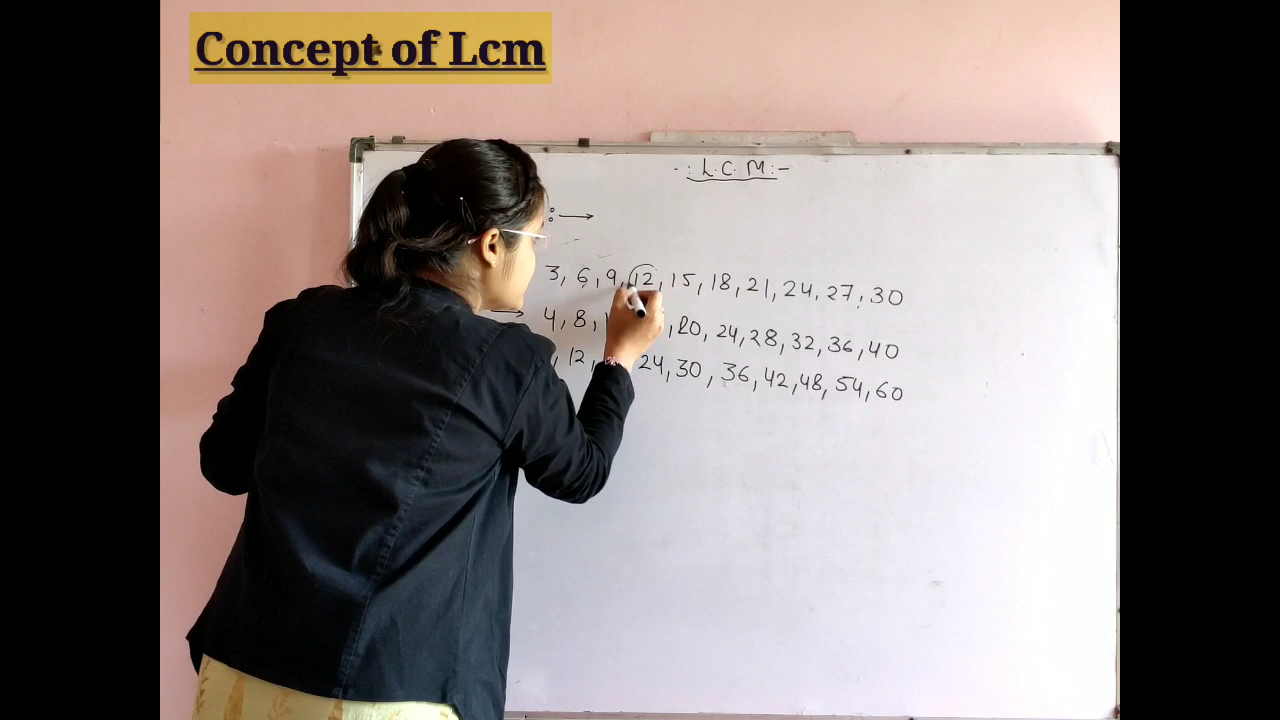 Concept of Lcm
-: L.C.M :-
: →
3, 6, 9, 12, 15, 18, 21, 24, 27, 30
→ 4, 8, 1 , 20, 24, 28, 32, 36, 40
, 12, 24, 30, 36, 42, 48, 54, 60